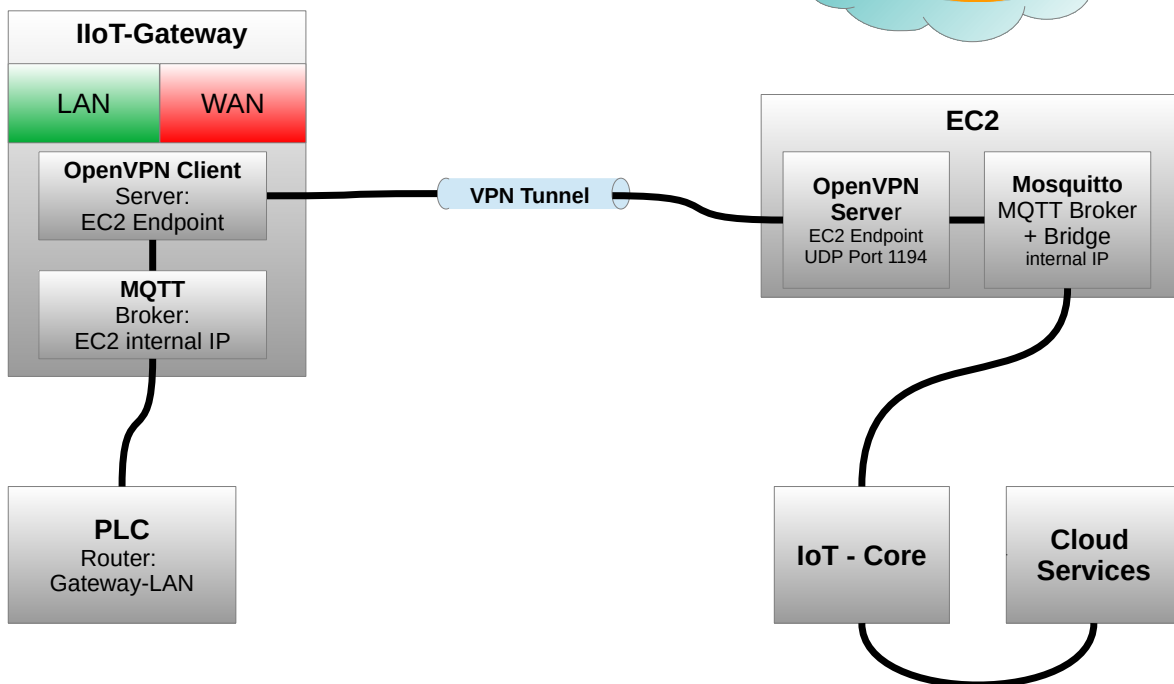 IIoT-Gateway
LAN
WAN
OpenVPN Client
Server:
EC2 Endpoint
MQTT
Broker:
EC2 internal IP
PLC
Router:
Gateway-LAN
VPN Tunnel
EC2
OpenVPN
Server
EC2 Endpoint
UDP Port 1194
Mosquitto
MQTT Broker
+ Bridge
internal IP
IoT - Core
Cloud
Services